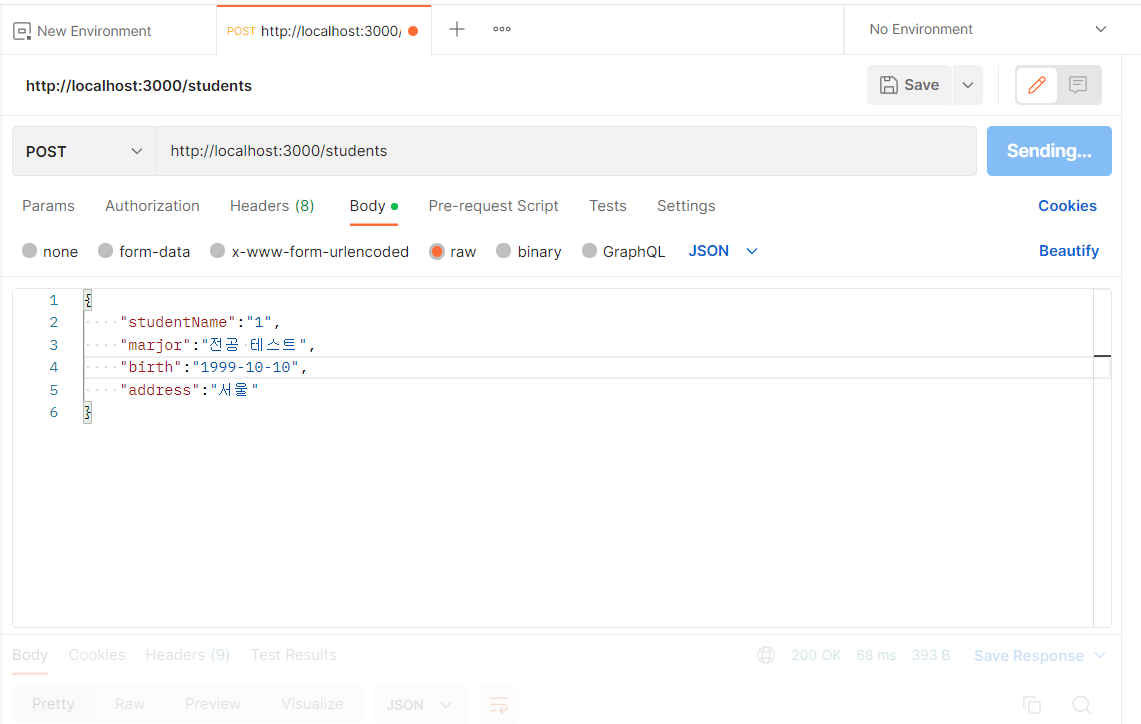 New Environment
POST http://localhost:3000/
No Environment
http://localhost:3000/students
Save
POST
http://localhost:3000/students
Sending...
Params Authorization Headers (8) Body Pre-request Script Tests Settings Cookies
none form-data x-www-form-urlencoded raw binary GraphQL JSON Beautify
1 {
2 "studentName":"1",
3 "marjor":"전공 테스트",
4 "birth":"1999-10-10",
5 "address":"서울"
6 }
Body Cookies Headers (9) Test Results 200 OK 68 ms 393 B Save Response
Pretty Raw Preview Visualize JSON